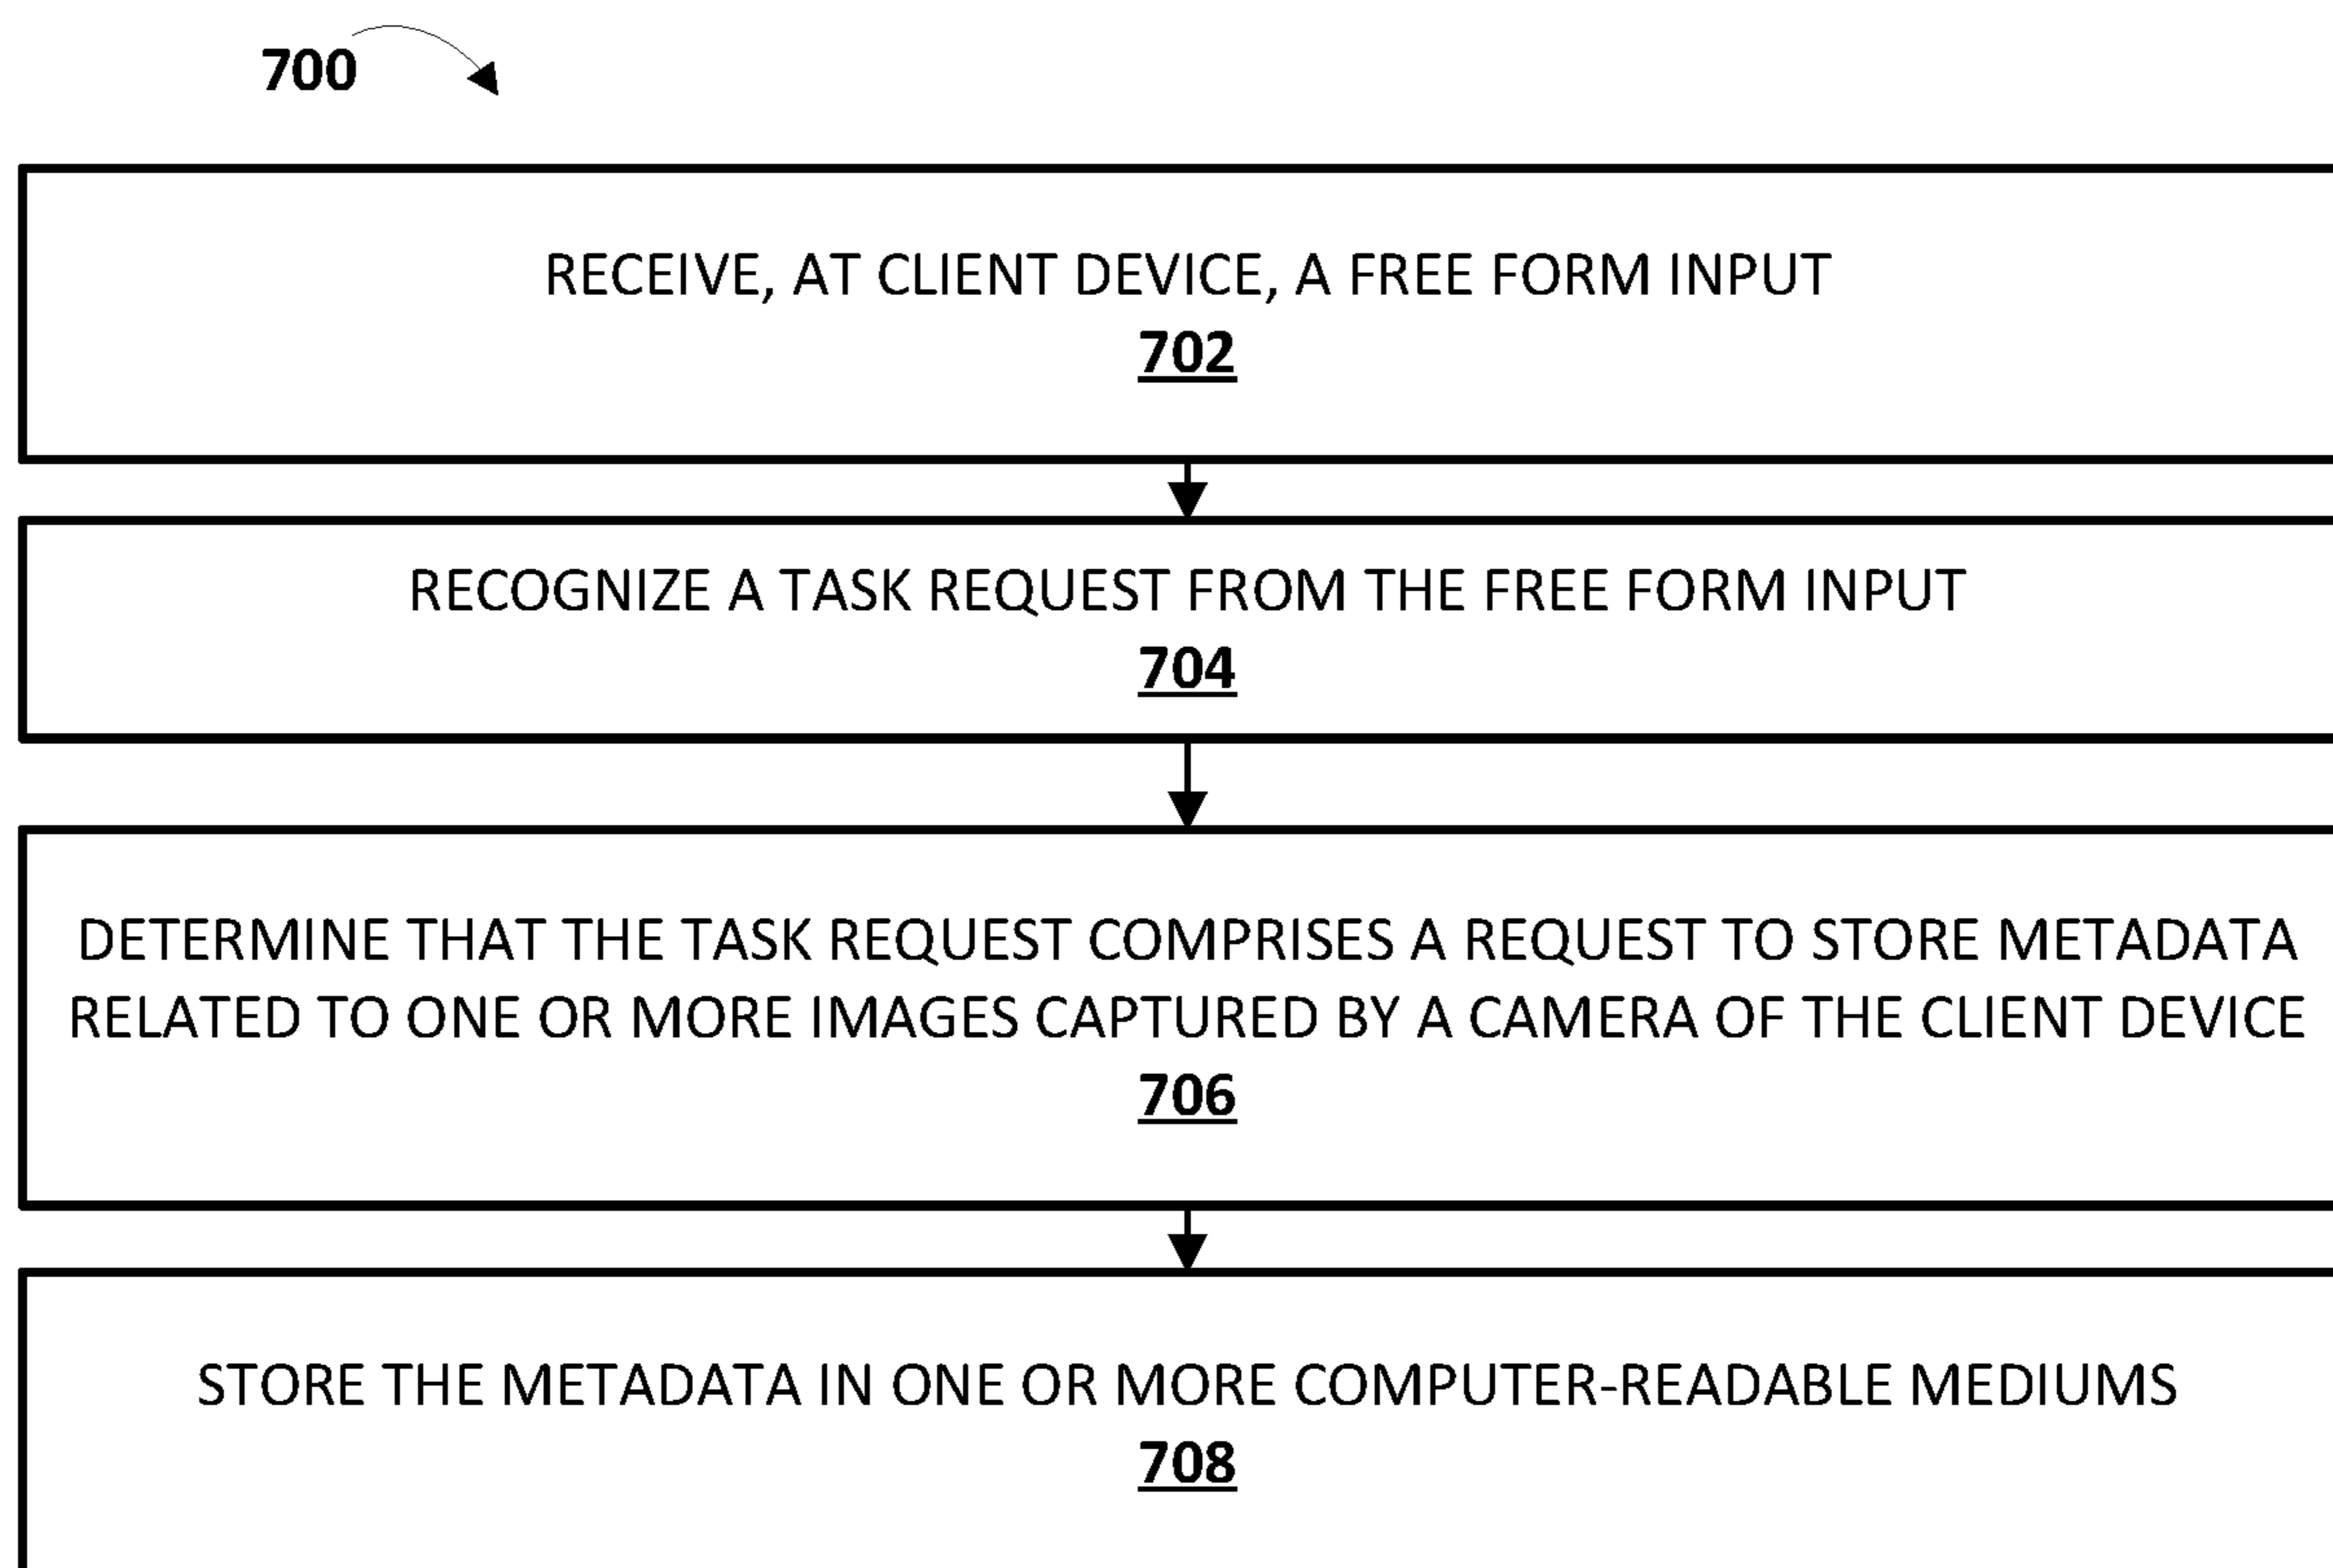 700
RECEIVE, AT CLIENT DEVICE, A FREE FORM INPUT
702
RECOGNIZE A TASK REQUEST FROM THE FREE FORM INPUT
704
DETERMINE THAT THE TASK REQUEST COMPRISES A REQUEST TO STORE METADATA
RELATED TO ONE OR MORE IMAGES CAPTURED BY A CAMERA OF THE CLIENT DEVICE
706
STORE THE METADATA IN ONE OR MORE COMPUTER-READABLE MEDIUMS
708